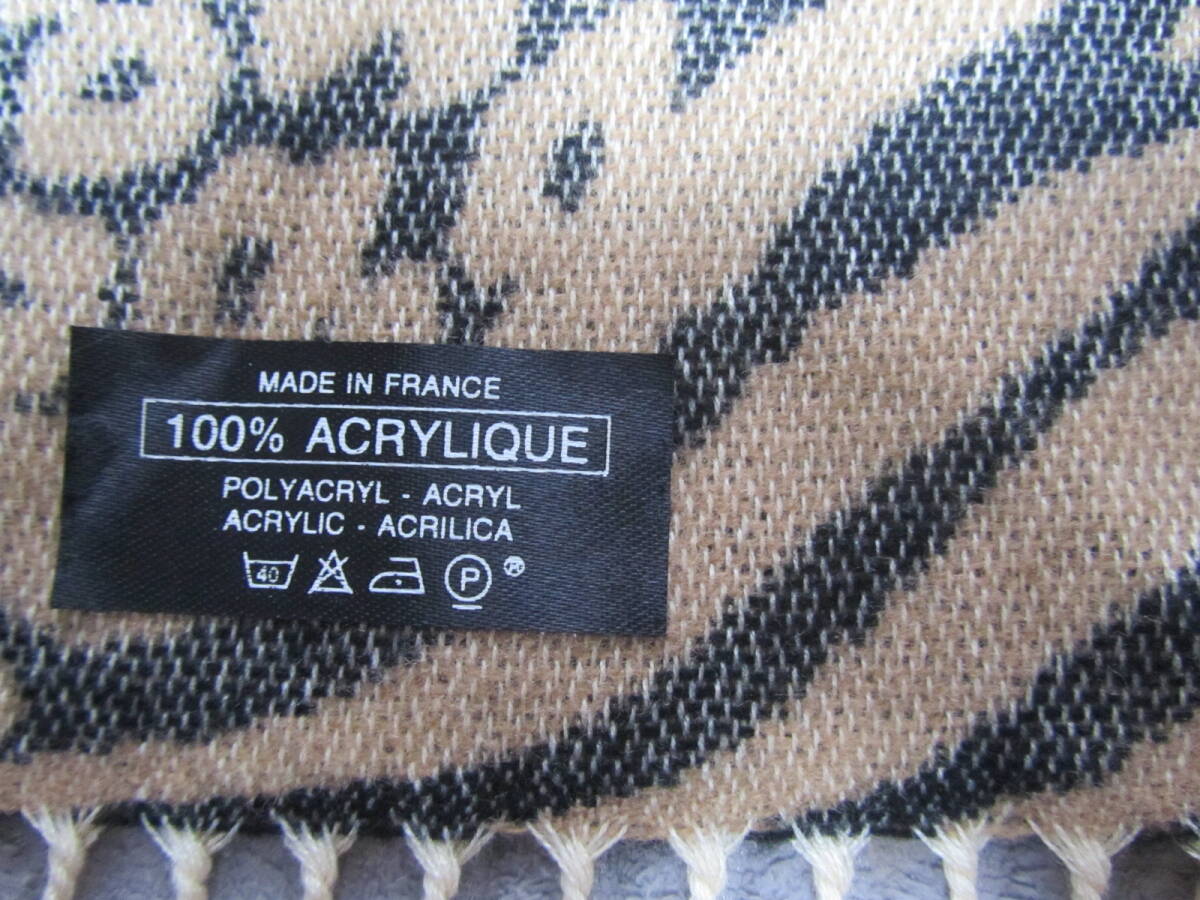 MADE IN FRANCE
100% ACRYLIQUE
POLYACRYL - ACRYL
ACRYLIC - ACRILICA
40 P ®